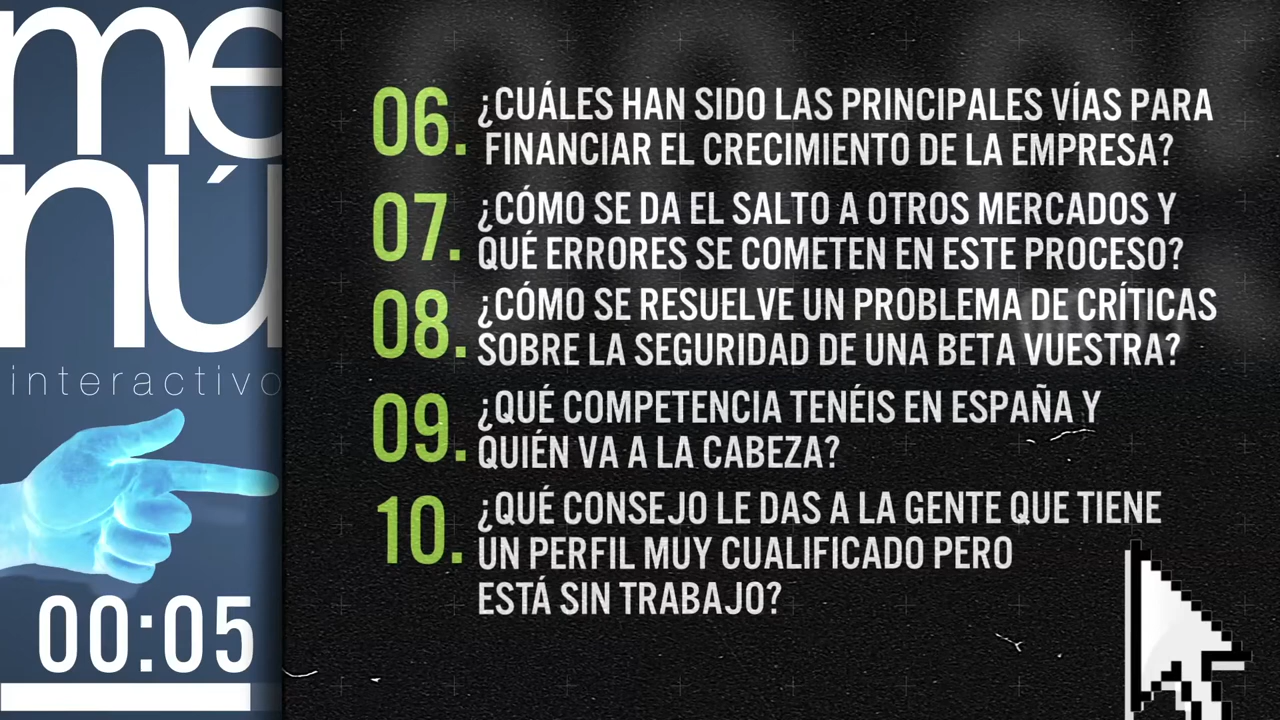 me
nú
interactivo
00:05
06. ¿CUÁLES HAN SIDO LAS PRINCIPALES VÍAS PARA
FINANCIAR EL CRECIMIENTO DE LA EMPRESA?
07. ¿CÓMO SE DA EL SALTO A OTROS MERCADOS Y
QUÉ ERRORES SE COMETEN EN ESTE PROCESO?
08. ¿CÓMO SE RESUELVE UN PROBLEMA DE CRÍTICAS
SOBRE LA SEGURIDAD DE UNA BETA VUESTRA?
09. ¿QUÉ COMPETENCIA TENÉIS EN ESPAÑA Y
QUIÉN VA A LA CABEZA?
10. ¿QUÉ CONSEJO LE DAS A LA GENTE QUE TIENE
UN PERFIL MUY CUALIFICADO PERO
ESTÁ SIN TRABAJO?